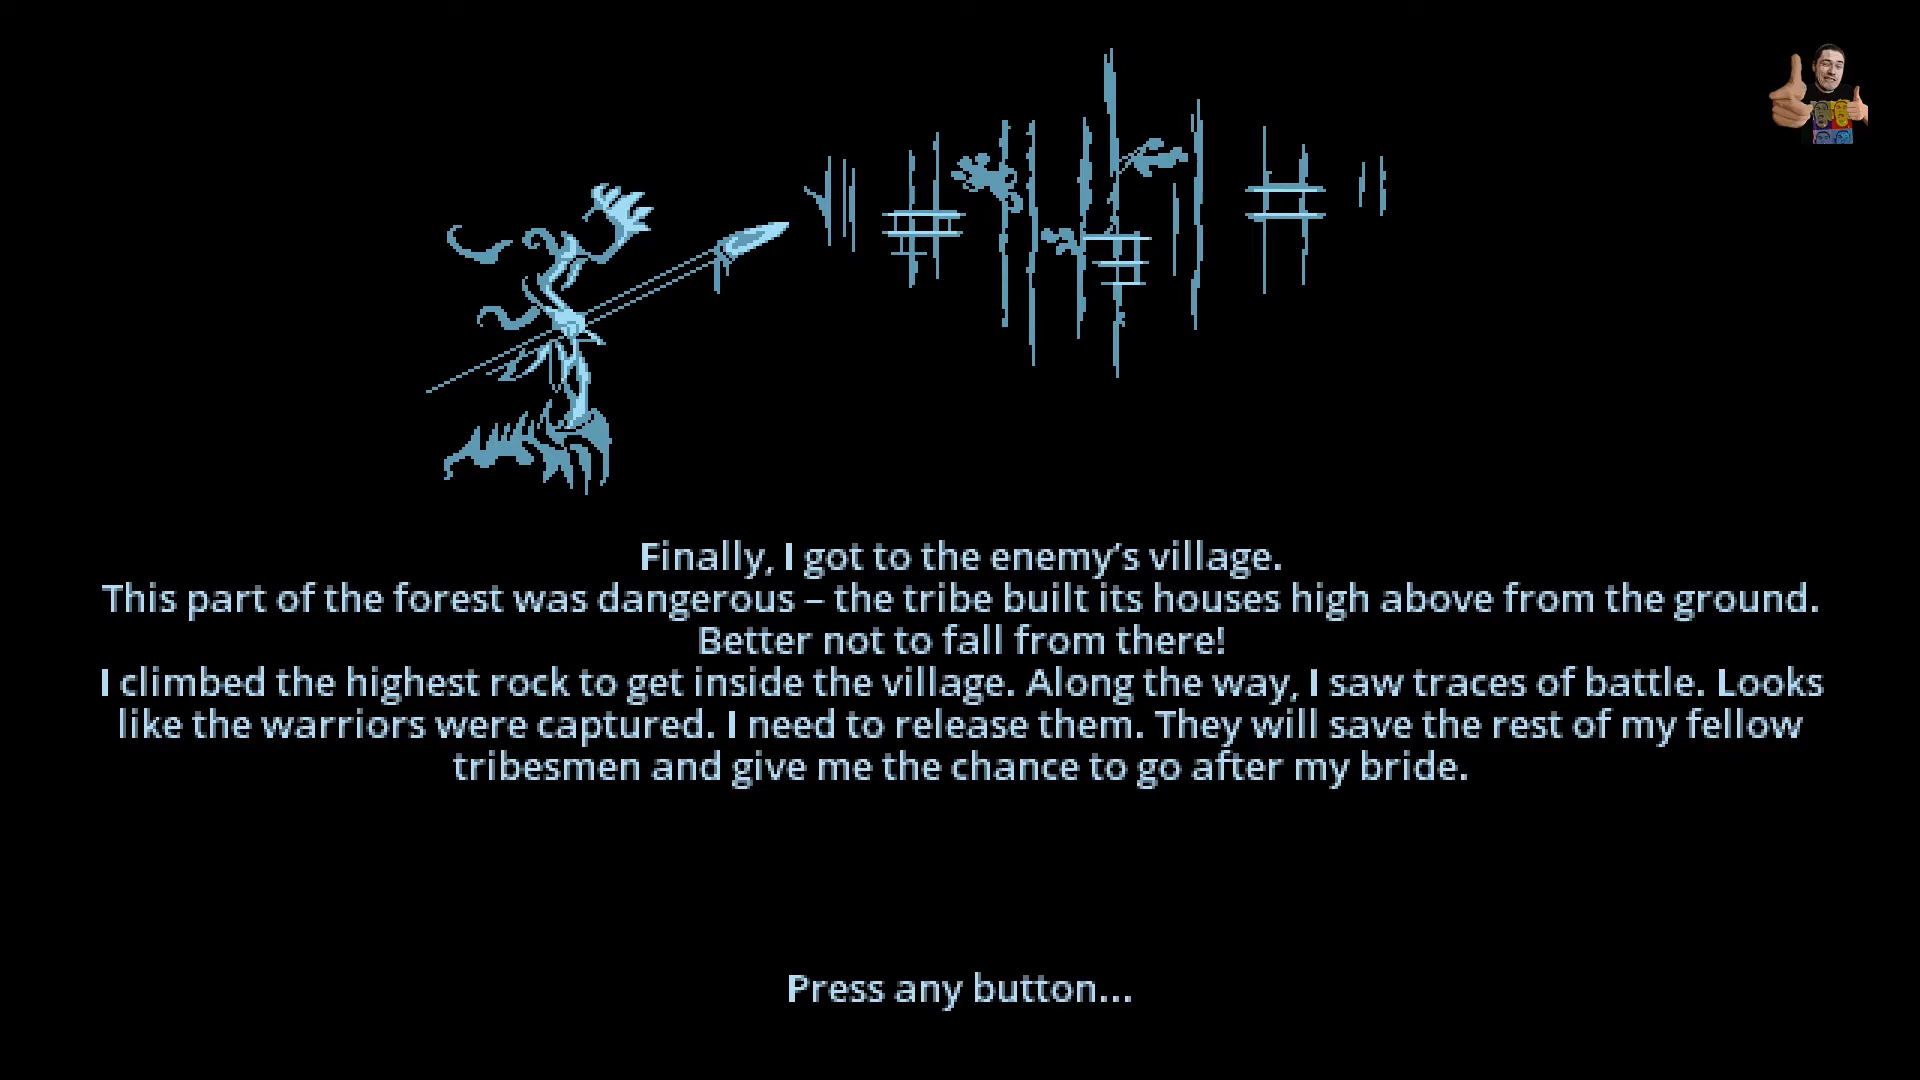 Finally, I got to the enemy's village.
This part of the forest was dangerous – the tribe built its houses high above from the ground.
Better not to fall from there!
I climbed the highest rock to get inside the village. Along the way, I saw traces of battle. Looks
like the warriors were captured. I need to release them. They will save the rest of my fellow
tribesmen and give me the chance to go after my bride.
Press any button...